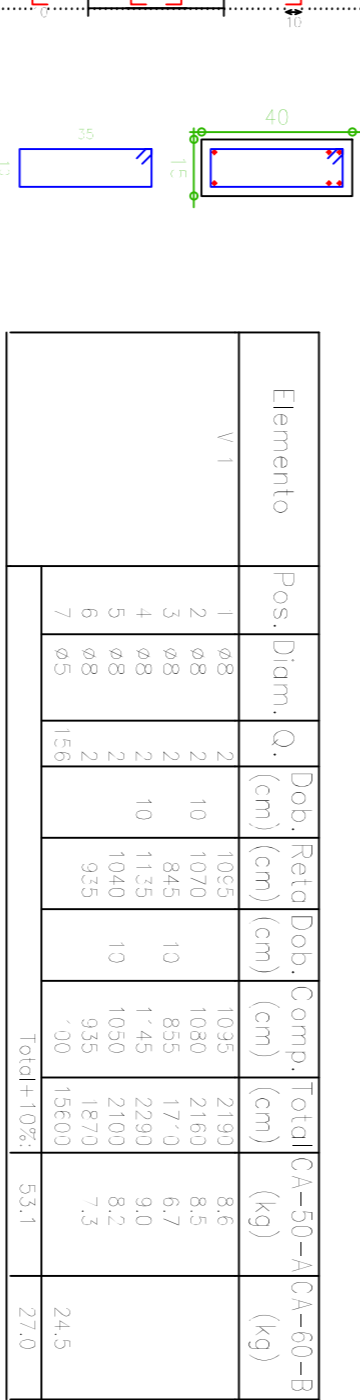 0
10
35
10
40
15
Elemento Pos. Diam. Q. Dob. (cm) Reta (cm) Dob. (cm) Comp. (cm) Total (cm) CA-50-A (kg) CA-60-B (kg)
V 1 1 ø8 2 1095 1095 2190 8.6
2 ø8 2 10 1070 1080 2160 8.5
3 ø8 2 845 10 855 1710 6.7
4 ø8 2 10 1135 1145 2290 9.0
5 ø8 2 1040 10 1050 2100 8.2
6 ø8 2 935 935 1870 7.3
7 ø5 156 100 15600 24.5
Total+10%: 53.1 27.0